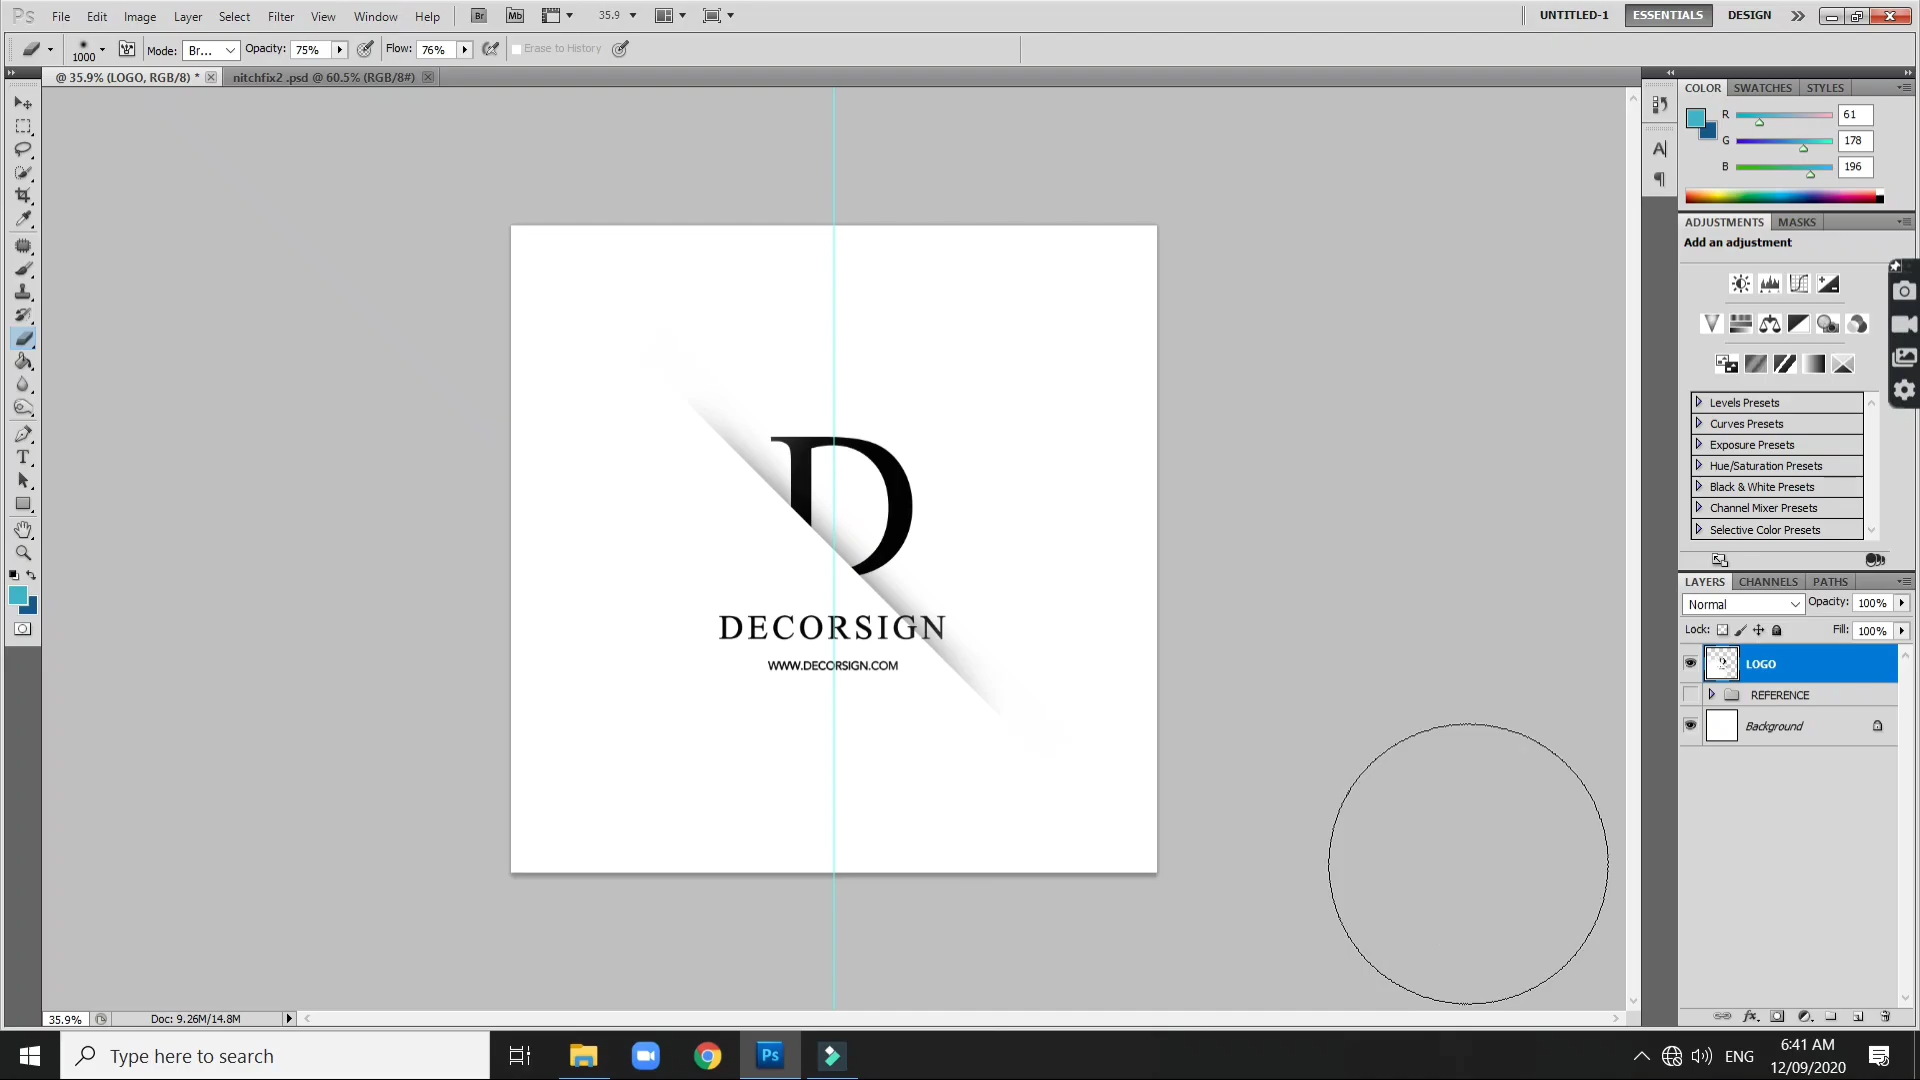 Ps File Edit Image Layer Select Filter View Window Help Br Mb 35.9 UNTITLED-1 ESSENTIALS DESIGN
1000 Mode: Br... Opacity: 75% Flow: 76% Erase to History
@ 35.9% (LOGO, RGB/8) * nitchfix2 .psd @ 60.5% (RGB/8#)
COLOR SWATCHES STYLES
R 61
G 178
B 196
ADJUSTMENTS MASKS
Add an adjustment
Levels Presets
Curves Presets
Exposure Presets
Hue/Saturation Presets
Black & White Presets
Channel Mixer Presets
Selective Color Presets
D
DECORSIGN
WWW.DECORSIGN.COM
LAYERS CHANNELS PATHS
Normal Opacity: 100%
Lock: Fill: 100%
LOGO
REFERENCE
Background
35.9% Doc: 9.26M/14.8M
Type here to search
Ps
ENG
6:41 AM
12/09/2020